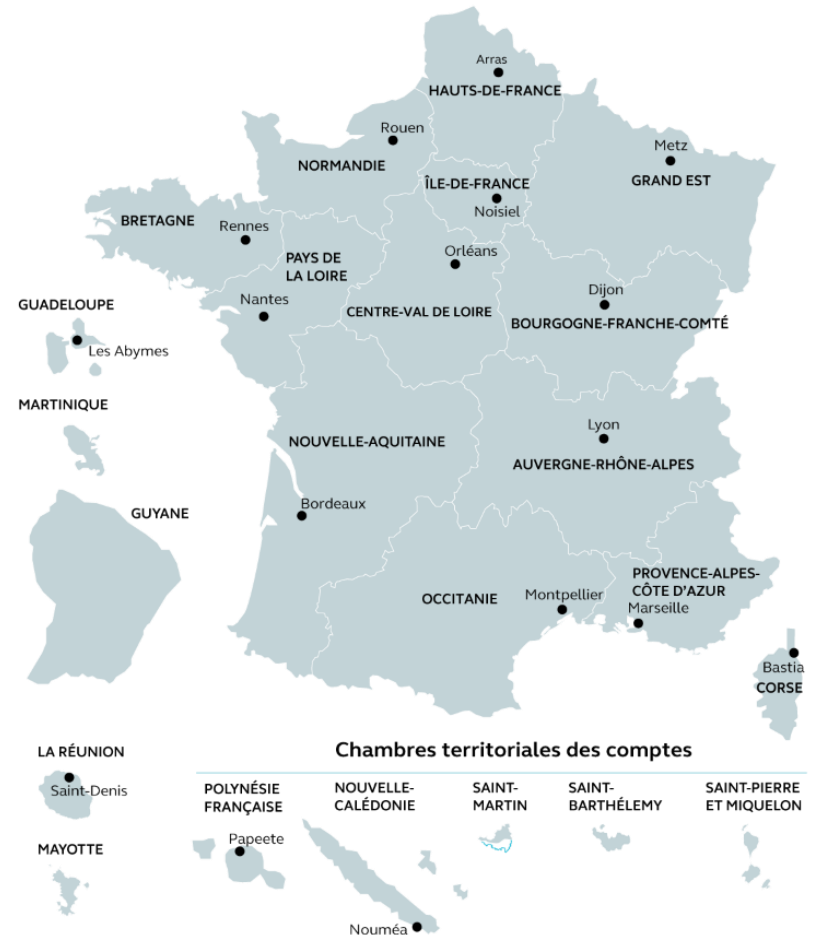 Arras
HAUTS-DE-FRANCE
Rouen
NORMANDIE
Metz
GRAND EST
ÎLE-DE-FRANCE
Noisiel
BRETAGNE
Rennes
PAYS DE
LA LOIRE
Orléans
Nantes
CENTRE-VAL DE LOIRE
Dijon
BOURGOGNE-FRANCHE-COMTÉ
GUADELOUPE
Les Abymes
MARTINIQUE
NOUVELLE-AQUITAINE
Lyon
AUVERGNE-RHÔNE-ALPES
GUYANE
Bordeaux
OCCITANIE
Montpellier
PROVENCE-ALPES-
CÔTE D'AZUR
Marseille
Bastia
CORSE
LA RÉUNION
Saint-Denis
MAYOTTE
Chambres territoriales des comptes
POLYNÉSIE
FRANÇAISE
Papeete
NOUVELLE-
CALÉDONIE
Nouméa
SAINT-
MARTIN
SAINT-
BARTHÉLEMY
SAINT-PIERRE
ET MIQUELON